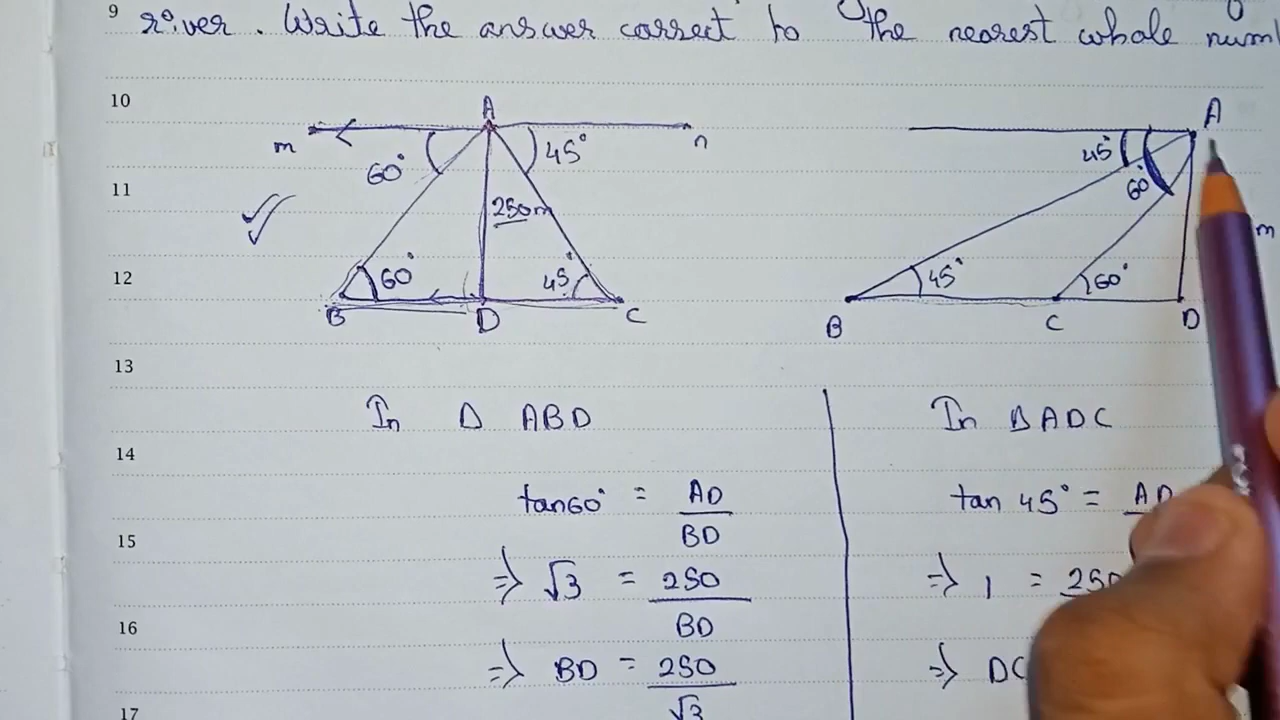 9
river. Write the answer correct to the nearest whole num
10
A
m
n
60° 45°
250m
60° 45°
B D C
A
45°
60°
m
45° 60°
B C D
11
12
13
In Δ ABD
In Δ ADC
14
tan60° = AD
BD
tan 45° = AD
15
⇒ √3 = 250
BD
⇒ 1 = 250
16
⇒ BD = 250
√3
⇒ DC
17